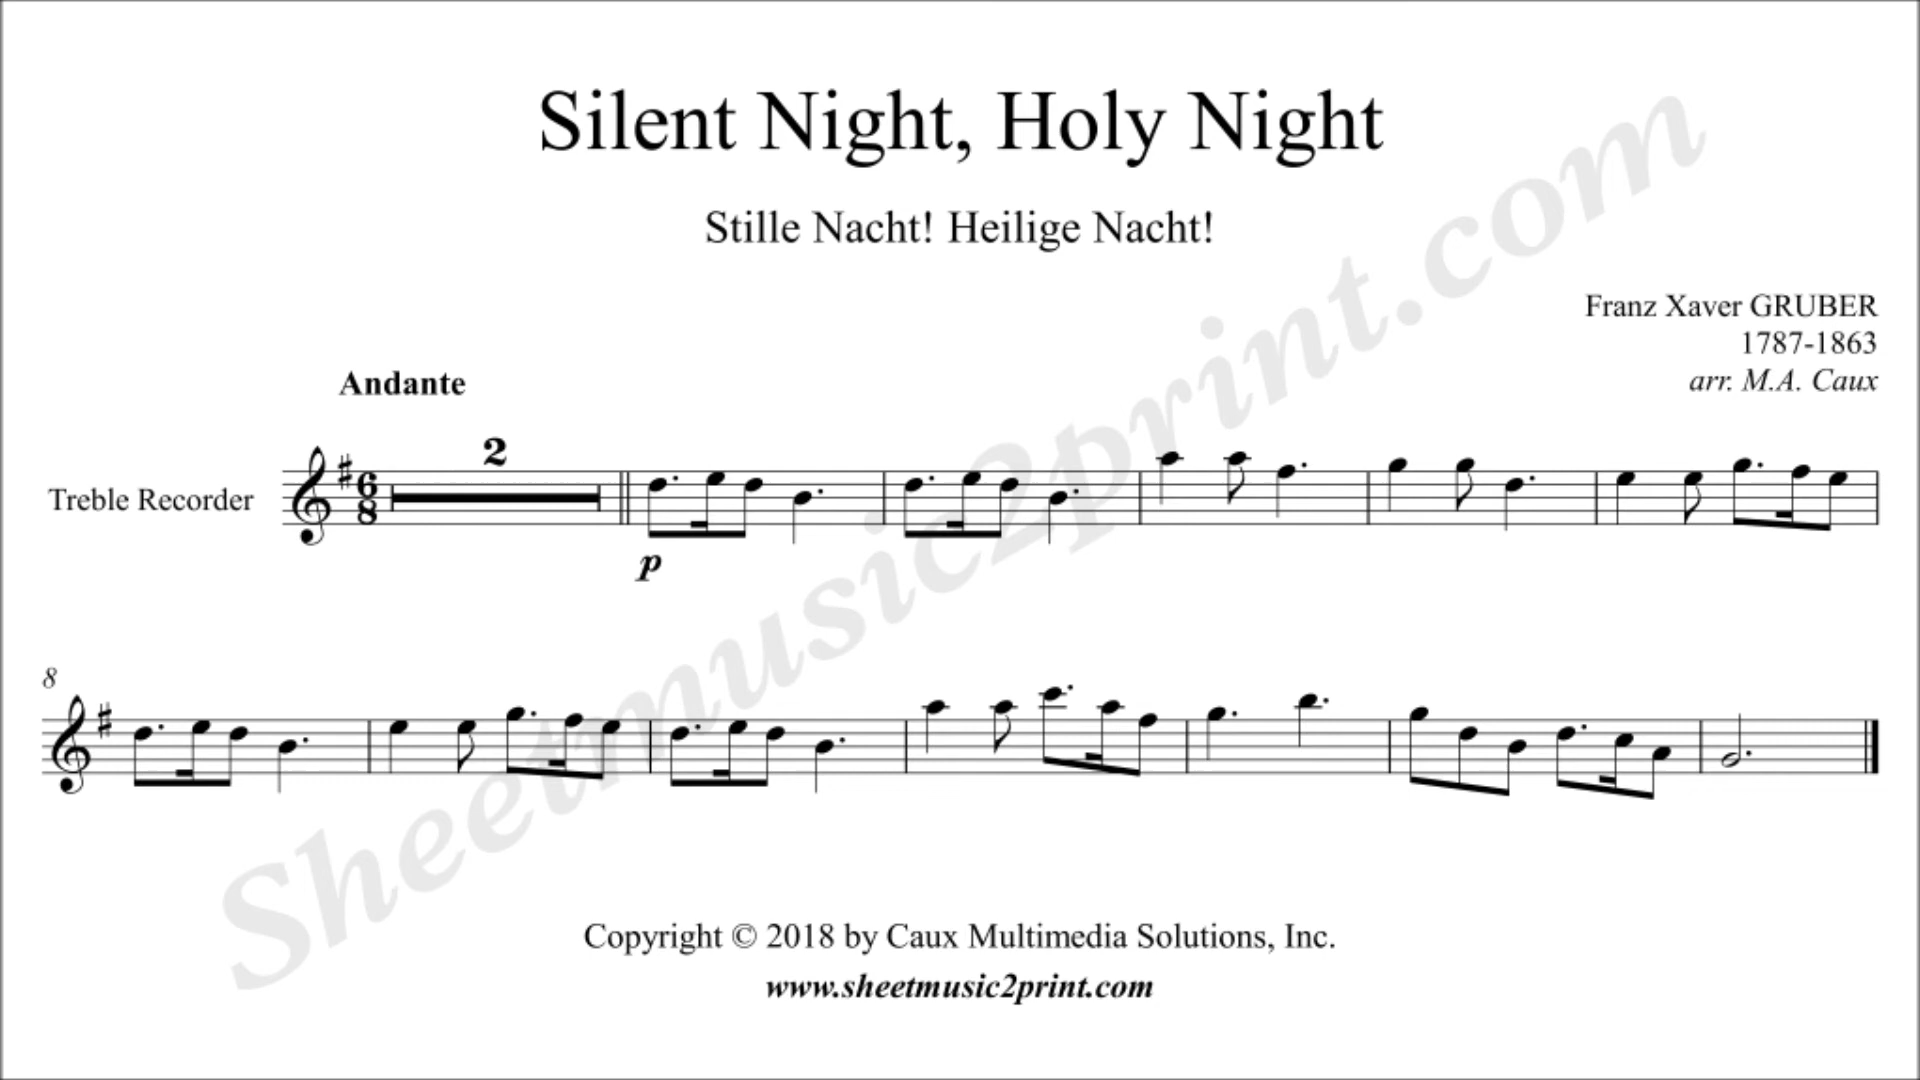 Silent Night, Holy Night
Stille Nacht! Heilige Nacht!
Franz Xaver GRUBER
1787-1863
arr. M.A. Caux
Andante
2
Treble Recorder
6
8
p
8
Copyright © 2018 by Caux Multimedia Solutions, Inc.
www.sheetmusic2print.com
Sheetmusic2print.com